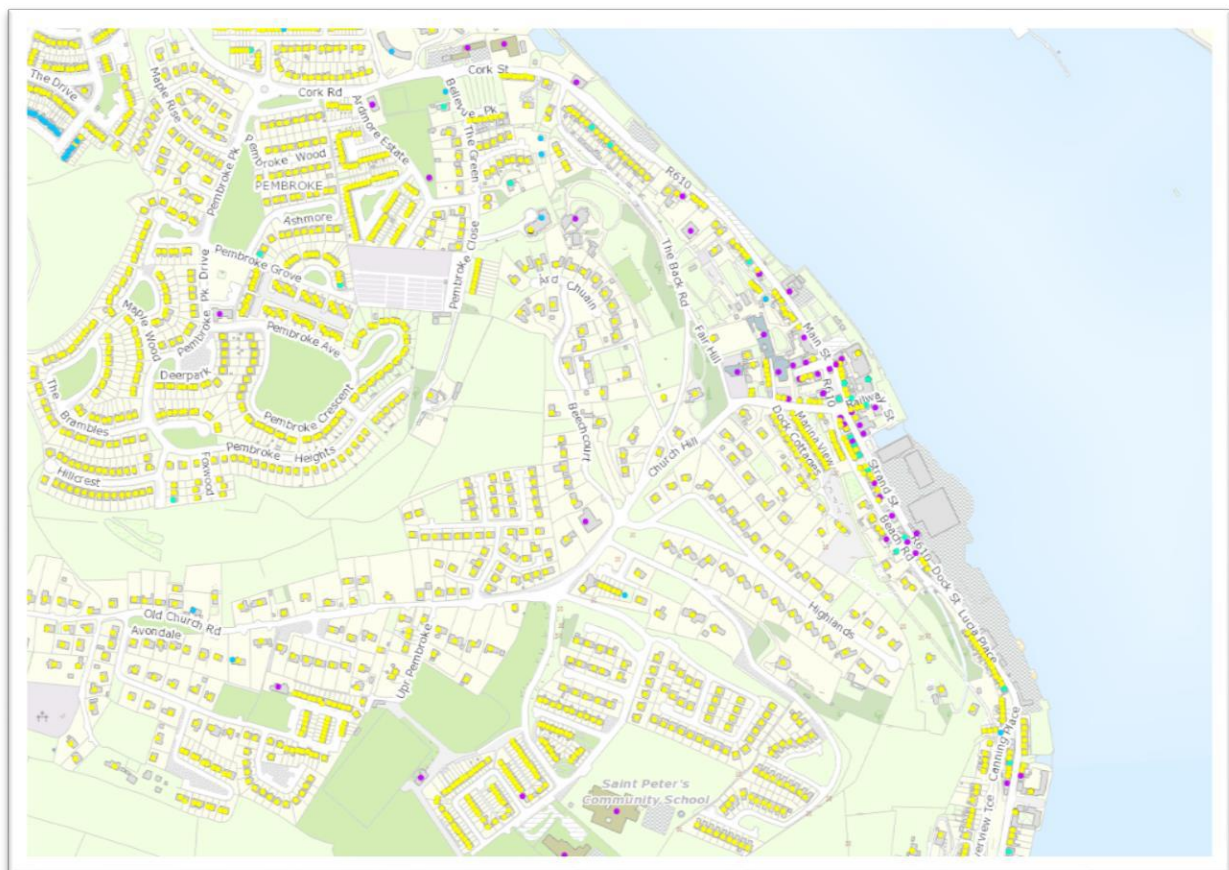 Cork St
Cork Rd
The Drive
Maple Rise
Bellevue Pk
Ardmore Estate
The Green
Pembroke Wood
PEMBROKE
Pembroke Pk
R610
Ashmore
Pembroke Close
Pembroke Grove
Pembroke Pk Drive
The Back Rd
Ard Chuain
Maple Wood
Pembroke Ave
Fair Hill
Main St
Deerpark
R610
Railway St
Pembroke Crescent
The Brambles
Beechcourt
Marina View
Dock Cottages
Church Hill
Pembroke Heights
Foxwood
Hillcrest
Strand St
Beach Rd
R610
Dock St
Lucia Place
Highlands
Old Church Rd
Avondale
Upr Pembroke
Canning Place
Saint Peter's
Community School
erview Tce